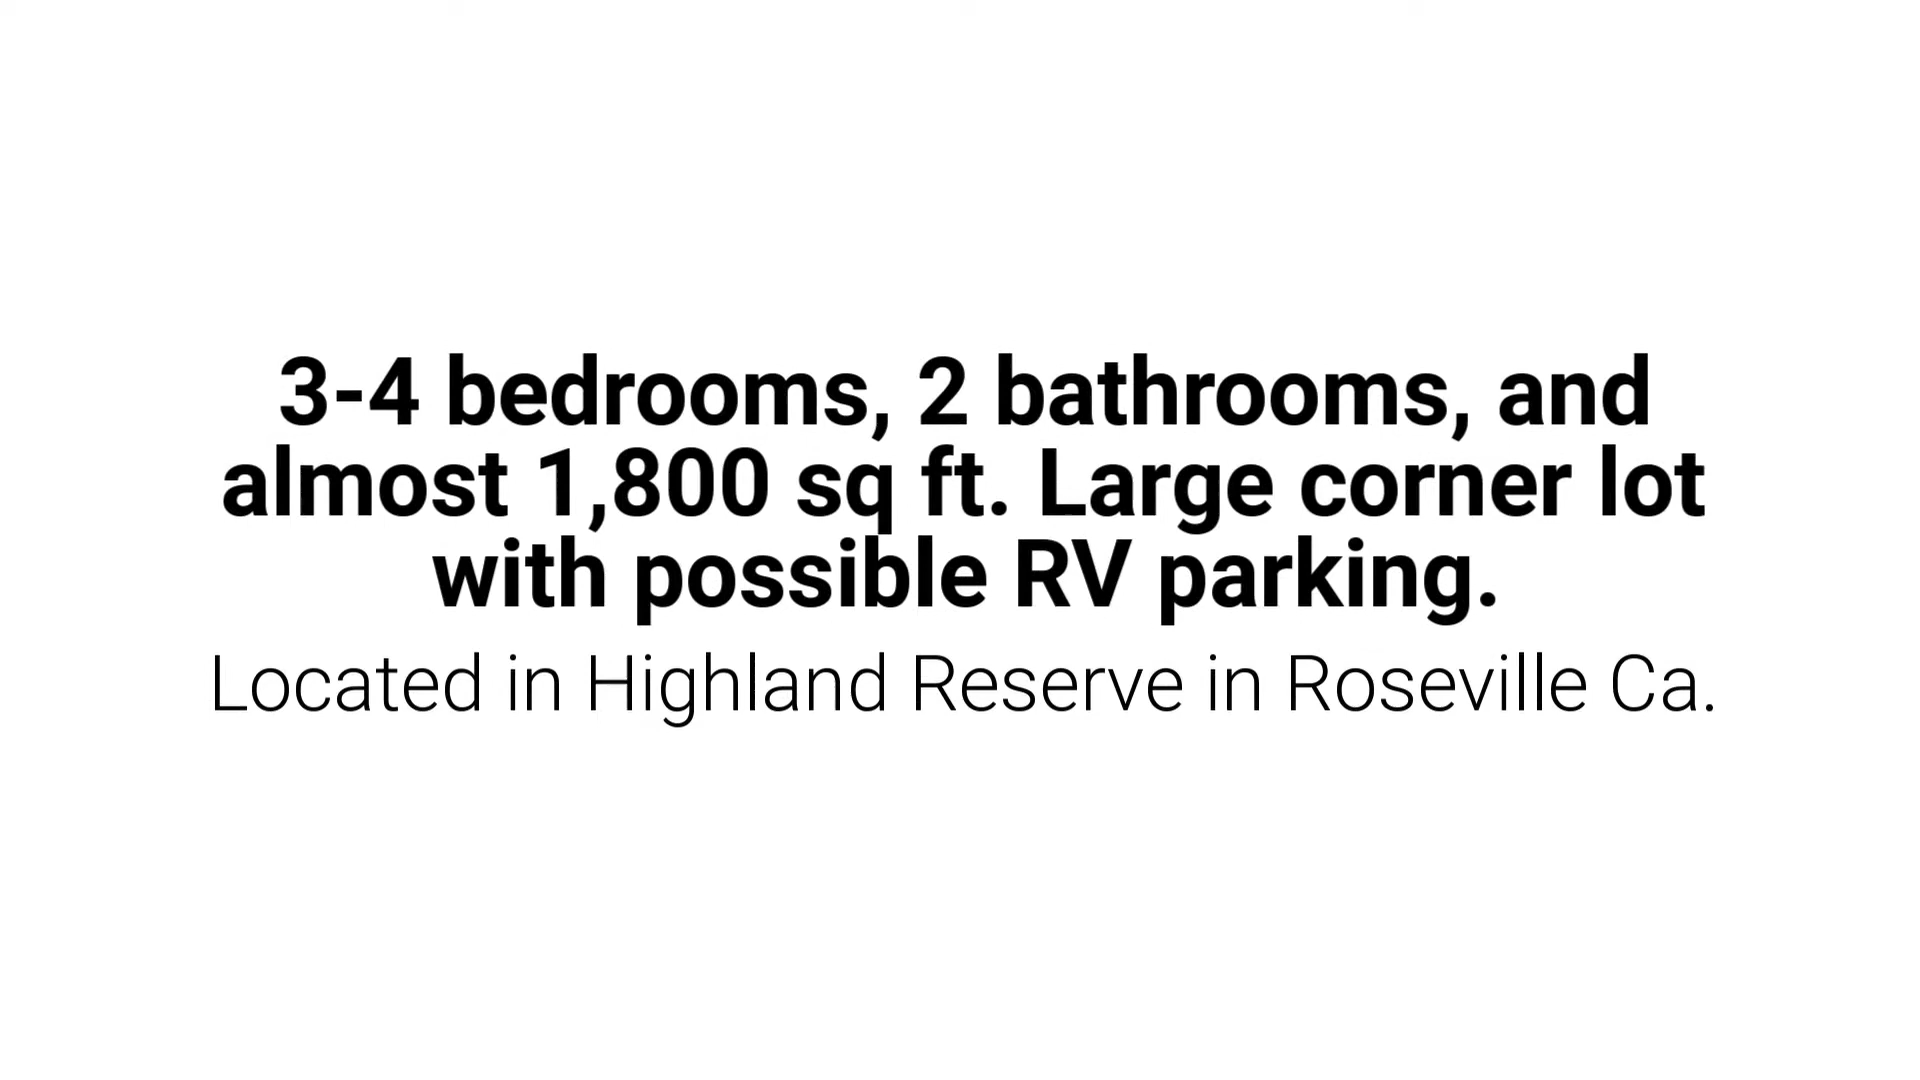 3-4 bedrooms, 2 bathrooms, and
almost 1,800 sq ft. Large corner lot
with possible RV parking.
Located in Highland Reserve in Roseville Ca.